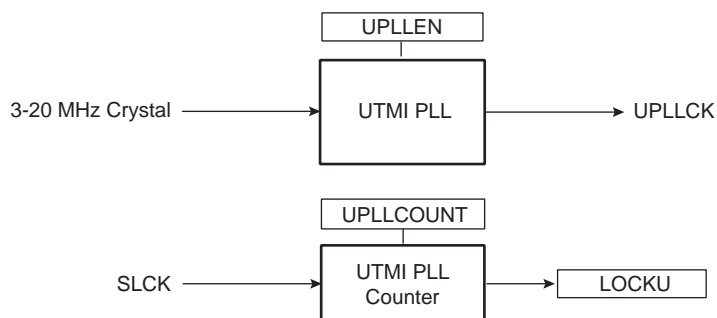 UPLLEN
3-20 MHz Crystal
UTMI PLL
UPLLCK
UPLLCOUNT
SLCK
UTMI PLL
Counter
LOCKU